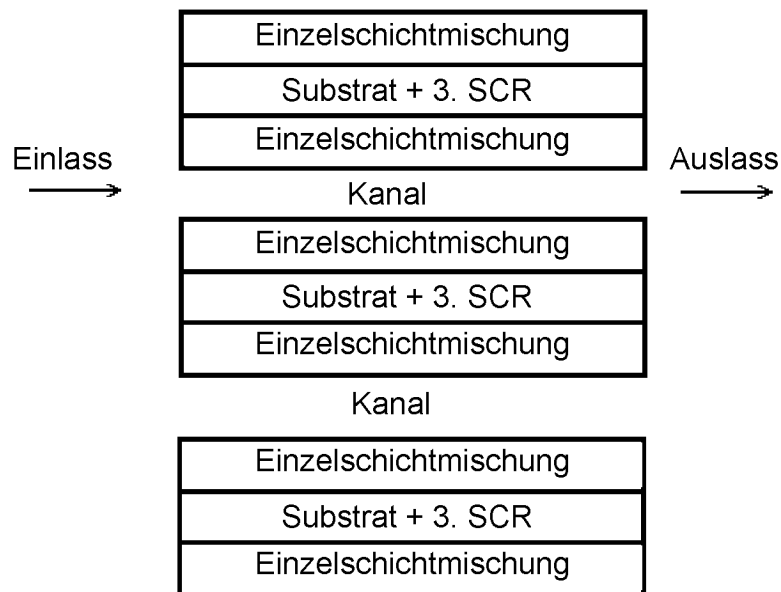 Einzelschichtmischung
Substrat + 3. SCR
Einzelschichtmischung
Einlass
Auslass
Kanal
Einzelschichtmischung
Substrat + 3. SCR
Einzelschichtmischung
Kanal
Einzelschichtmischung
Substrat + 3. SCR
Einzelschichtmischung